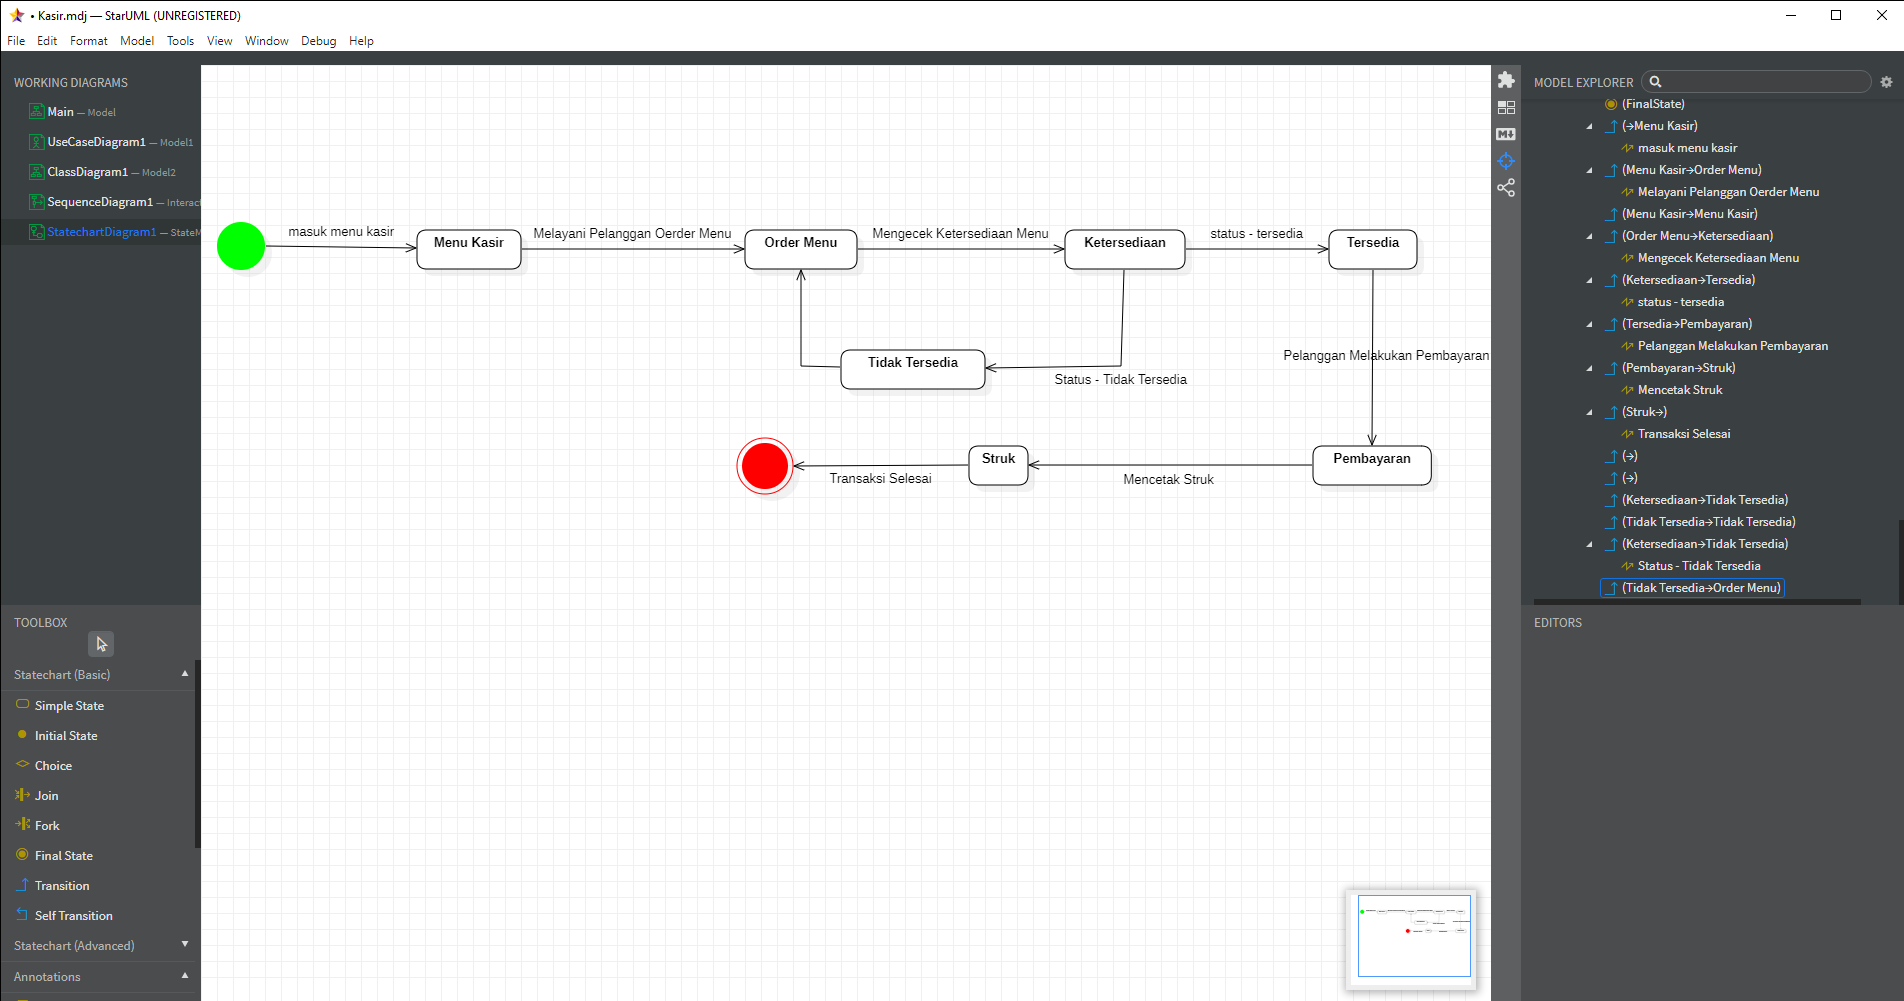 • Kasir.mdj — StarUML (UNREGISTERED)
File Edit Format Model Tools View Window Debug Help
WORKING DIAGRAMS
Main — Model
UseCaseDiagram1 — Model1
ClassDiagram1 — Model2
SequenceDiagram1 — Interact
StatechartDiagram1 — StateM
TOOLBOX
Statechart (Basic)
Simple State
Initial State
Choice
Join
Fork
Final State
Transition
Self Transition
Statechart (Advanced)
Annotations
masuk menu kasir
Menu Kasir
Melayani Pelanggan Oerder Menu
Order Menu
Mengecek Ketersediaan Menu
Ketersediaan
status - tersedia
Tersedia
Tidak Tersedia
Status - Tidak Tersedia
Pelanggan Melakukan Pembayaran
Transaksi Selesai
Struk
Mencetak Struk
Pembayaran
M+
MODEL EXPLORER
(FinalState)
(→Menu Kasir)
masuk menu kasir
(Menu Kasir→Order Menu)
Melayani Pelanggan Oerder Menu
(Menu Kasir→Menu Kasir)
(Order Menu→Ketersediaan)
Mengecek Ketersediaan Menu
(Ketersediaan→Tersedia)
status - tersedia
(Tersedia→Pembayaran)
Pelanggan Melakukan Pembayaran
(Pembayaran→Struk)
Mencetak Struk
(Struk→)
Transaksi Selesai
(→)
(→)
(Ketersediaan→Tidak Tersedia)
(Tidak Tersedia→Tidak Tersedia)
(Ketersediaan→Tidak Tersedia)
Status - Tidak Tersedia
(Tidak Tersedia→Order Menu)
EDITORS